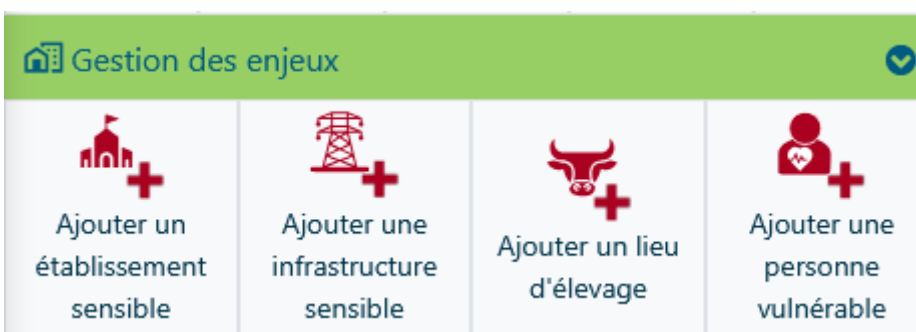 Gestion des enjeux
Ajouter un
établissement
sensible
Ajouter une
infrastructure
sensible
Ajouter un lieu
d'élevage
Ajouter une
personne
vulnérable